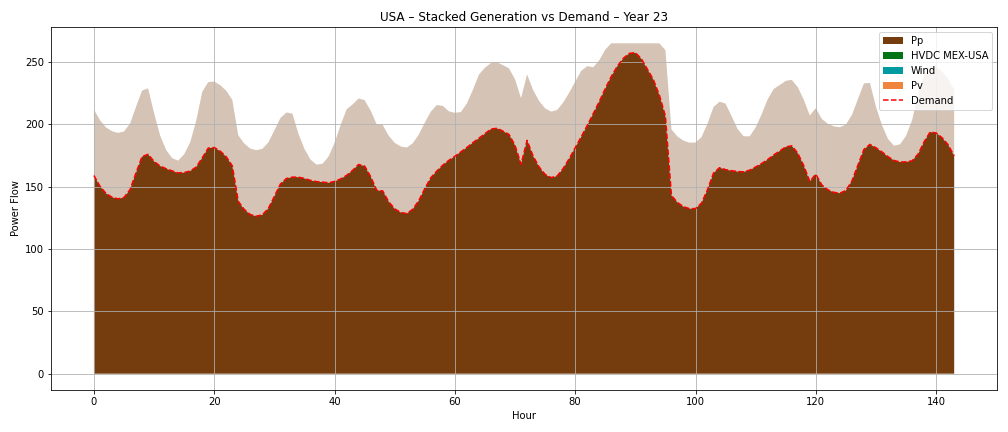 USA – Stacked Generation vs Demand – Year 23
Pp
HVDC MEX-USA
Wind
Pv
Demand
Power Flow
250
200
150
100
50
0
0 20 40 60 80 100 120 140
Hour